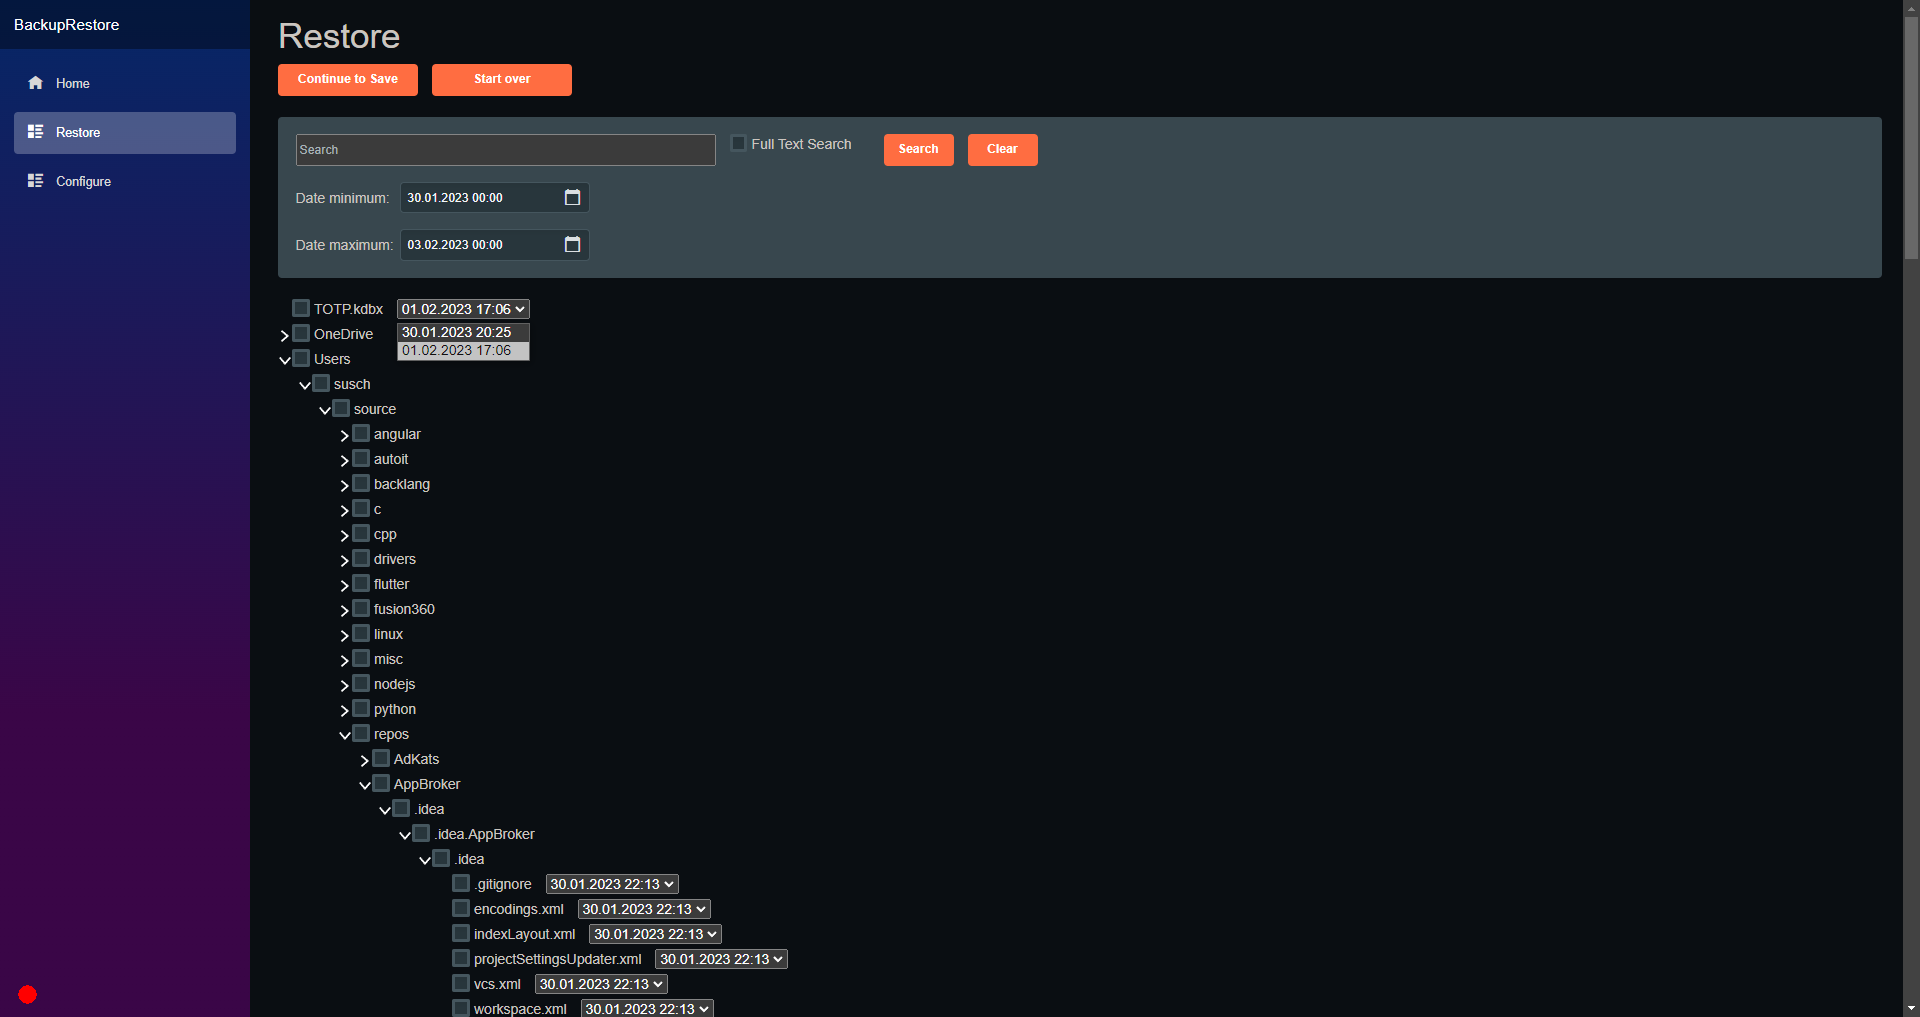 BackupRestore
Home
Restore
Configure
Restore
Continue to Save
Start over
Search
Full Text Search
Search
Clear
Date minimum:
30.01.2023 00:00
Date maximum:
03.02.2023 00:00
TOTP.kdbx
01.02.2023 17:06
30.01.2023 20:25
01.02.2023 17:06
OneDrive
Users
susch
source
angular
autoit
backlang
c
cpp
drivers
flutter
fusion360
linux
misc
nodejs
python
repos
AdKats
AppBroker
.idea
.idea.AppBroker
.idea
.gitignore
30.01.2023 22:13
encodings.xml
30.01.2023 22:13
indexLayout.xml
30.01.2023 22:13
projectSettingsUpdater.xml
30.01.2023 22:13
vcs.xml
30.01.2023 22:13
workspace.xml
30.01.2023 22:13